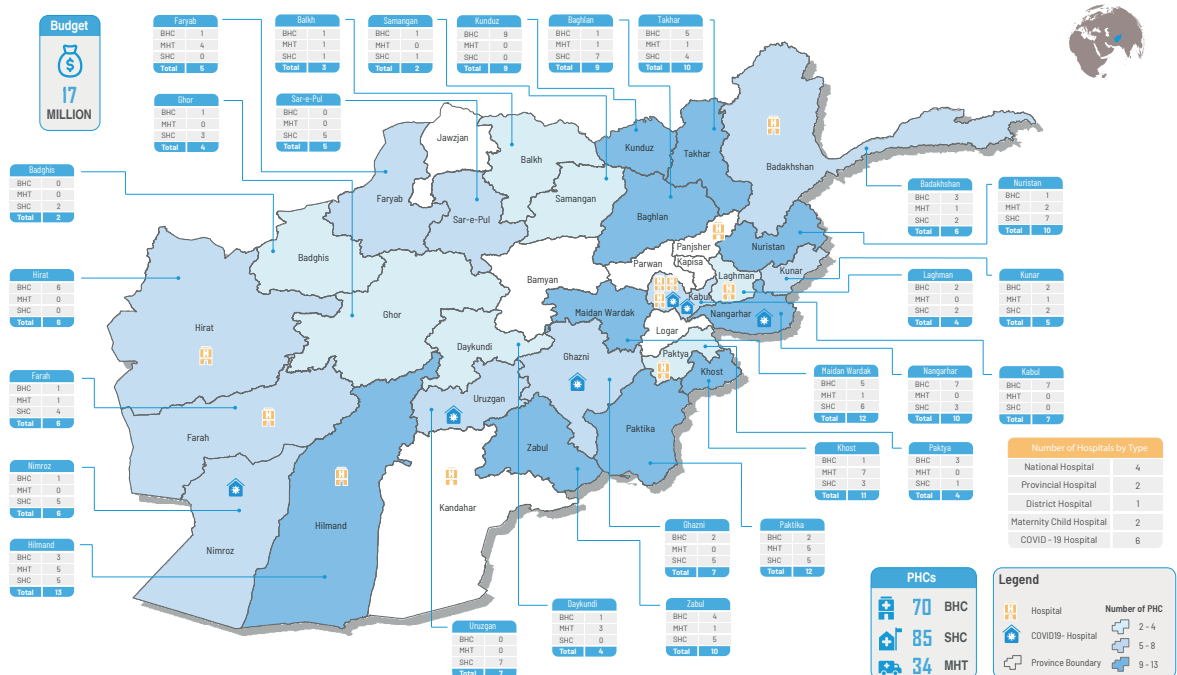 Budget
17
MILLION
Faryab
BHC 1
MHT 4
SHC 0
Total 5
Balkh
BHC 1
MHT 1
SHC 1
Total 3
Samangan
BHC 1
MHT 0
SHC 1
Total 2
Kunduz
BHC 9
MHT 0
SHC 0
Total 9
Baghlan
BHC 1
MHT 1
SHC 7
Total 9
Takhar
BHC 5
MHT 1
SHC 4
Total 10
Ghor
BHC 1
MHT 0
SHC 3
Total 4
Sar-e-Pul
BHC 0
MHT 0
SHC 5
Total 5
Badghis
BHC 0
MHT 0
SHC 2
Total 2
Hirat
BHC 6
MHT 0
SHC 0
Total 6
Farah
BHC 1
MHT 1
SHC 4
Total 6
Nimroz
BHC 1
MHT 0
SHC 5
Total 6
Hilmand
BHC 3
MHT 5
SHC 5
Total 13
Jawzjan
Balkh
Kunduz
Takhar
Badakhshan
Faryab
Sar-e-Pul
Samangan
Baghlan
Badghis
Panjsher
Nuristan
Parwan
Kapisa
Laghman
Kunar
Bamyan
Kabul
Nangarhar
Hirat
Ghor
Maidan Wardak
Logar
Daykundi
Ghazni
Paktya
Khost
Uruzgan
Farah
Zabul
Paktika
Kandahar
Hilmand
Nimroz
Badakhshan
BHC 3
MHT 1
SHC 2
Total 6
Nuristan
BHC 1
MHT 2
SHC 7
Total 10
Laghman
BHC 2
MHT 0
SHC 2
Total 4
Kunar
BHC 2
MHT 1
SHC 2
Total 5
Maidan Wardak
BHC 5
MHT 1
SHC 6
Total 12
Nangarhar
BHC 7
MHT 0
SHC 3
Total 10
Kabul
BHC 7
MHT 0
SHC 0
Total 7
Khost
BHC 1
MHT 7
SHC 3
Total 11
Paktya
BHC 3
MHT 0
SHC 1
Total 4
Ghazni
BHC 2
MHT 0
SHC 5
Total 7
Paktika
BHC 2
MHT 5
SHC 5
Total 12
Daykundi
BHC 1
MHT 3
SHC 0
Total 4
Zabul
BHC 4
MHT 1
SHC 5
Total 10
Uruzgan
BHC 0
MHT 0
SHC 7
Total 7
Number of Hospitals by Type
National Hospital 4
Provincial Hospital 2
District Hospital 1
Maternity Child Hospital 2
COVID - 19 Hospital 6
PHCs
70 BHC
85 SHC
34 MHT
Legend
Hospital
COVID19- Hospital
Province Boundary
Number of PHC
2 - 4
5 - 8
9 - 13